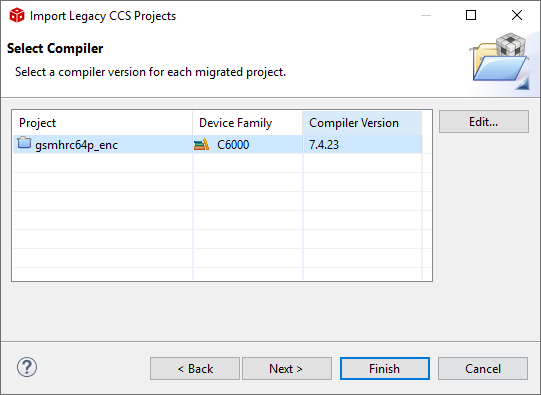 Import Legacy CCS Projects
Select Compiler
Select a compiler version for each migrated project.
Project Device Family Compiler Version
gsmhrc64p_enc C6000 7.4.23
Edit...
?
< Back Next > Finish Cancel